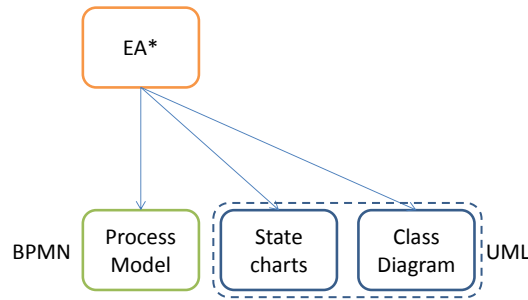 EA*
BPMN
Process
Model
State
charts
Class
Diagram
UML